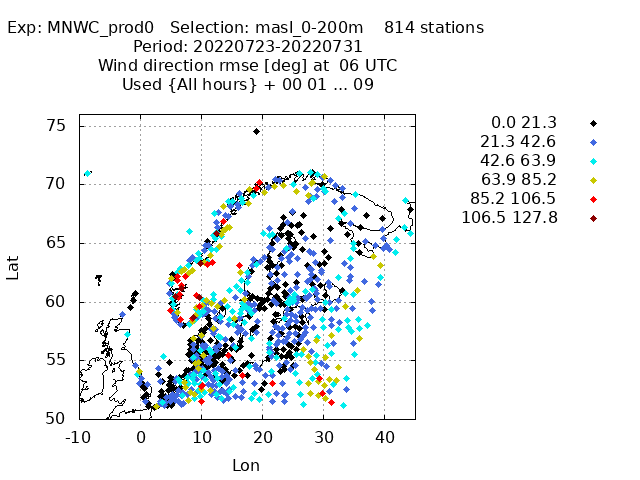 Exp: MNWC_prod0   Selection: masl_0-200m    814 stations
Period: 20220723-20220731
Wind direction rmse [deg] at  06 UTC
Used {All hours} + 00 01 ... 09
0.0 21.3
21.3 42.6
42.6 63.9
63.9 85.2
85.2 106.5
106.5 127.8
75
70
65
60
55
50
Lat
-10 0 10 20 30 40
Lon